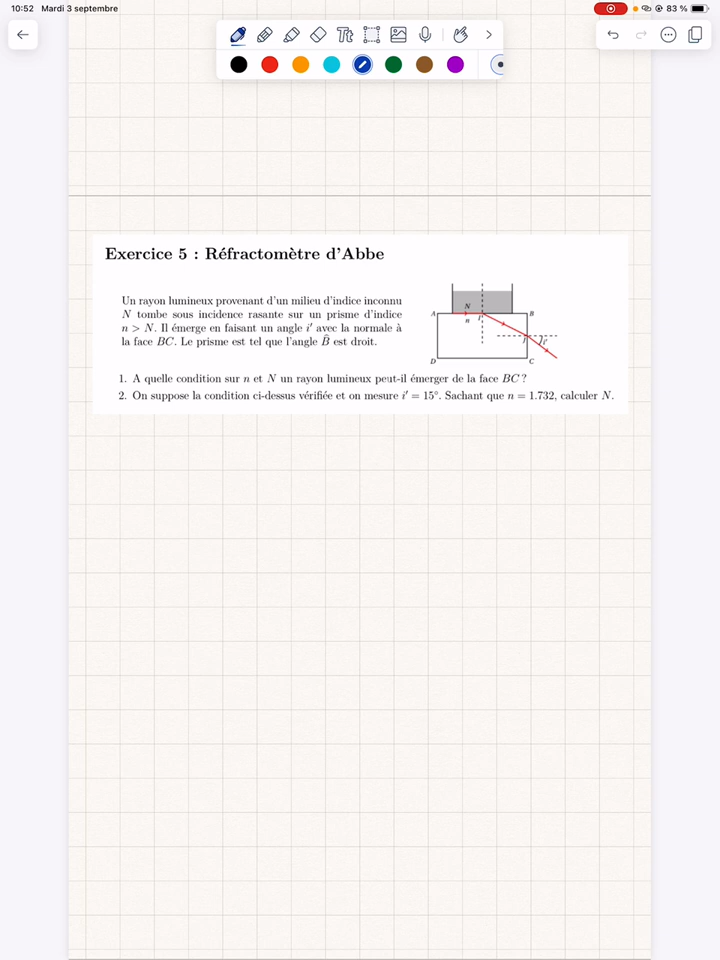 10:52 Mardi 3 septembre
83 %
Tt
Exercice 5 : Réfractomètre d'Abbe
Un rayon lumineux provenant d'un milieu d'indice inconnu
N tombe sous incidence rasante sur un prisme d'indice
n > N. Il émerge en faisant un angle i′ avec la normale à
la face BC. Le prisme est tel que l'angle B̂ est droit.
N
A
B
n
I
J
i′
D
C
1. A quelle condition sur n et N un rayon lumineux peut-il émerger de la face BC ?
2. On suppose la condition ci-dessus vérifiée et on mesure i′ = 15°. Sachant que n = 1.732, calculer N.